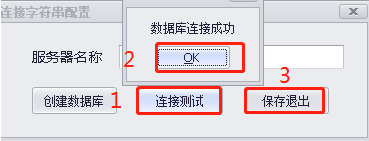 连接字符串配置
数据库连接成功
服务器名称
2 OK
3
创建数据库 1 连接测试 保存退出